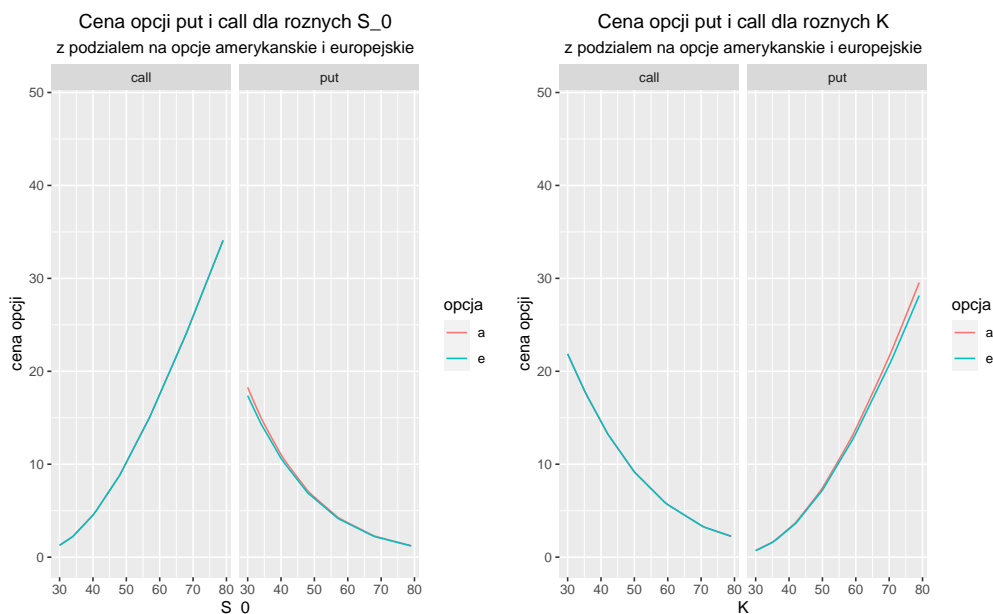 Cena opcji put i call dla roznych S_0
z podzialem na opcje amerykanskie i europejskie
call
put
50
40
30
20
10
0
cena opcji
30 40 50 60 70 80
30 40 50 60 70 80
S_0
opcja
a
e
Cena opcji put i call dla roznych K
z podzialem na opcje amerykanskie i europejskie
call
put
50
40
30
20
10
0
cena opcji
30 40 50 60 70 80
30 40 50 60 70 80
K
opcja
a
e